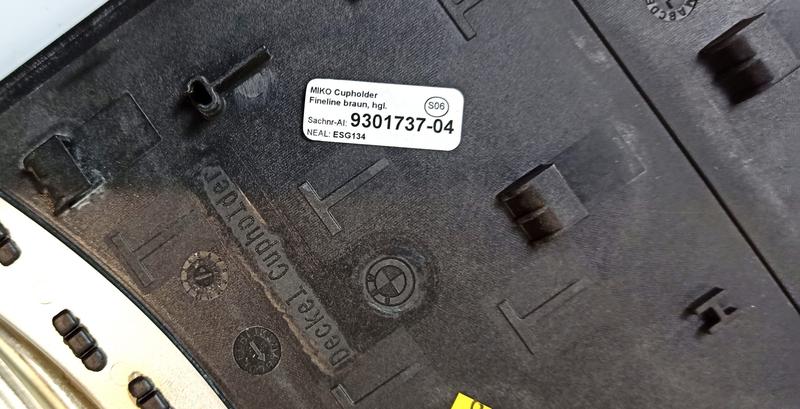 MIKO Cupholder
Fineline braun, hgl.
S06
Sachnr-AI: 9301737-04
NEAL: ESG134
Deckel Cupholder